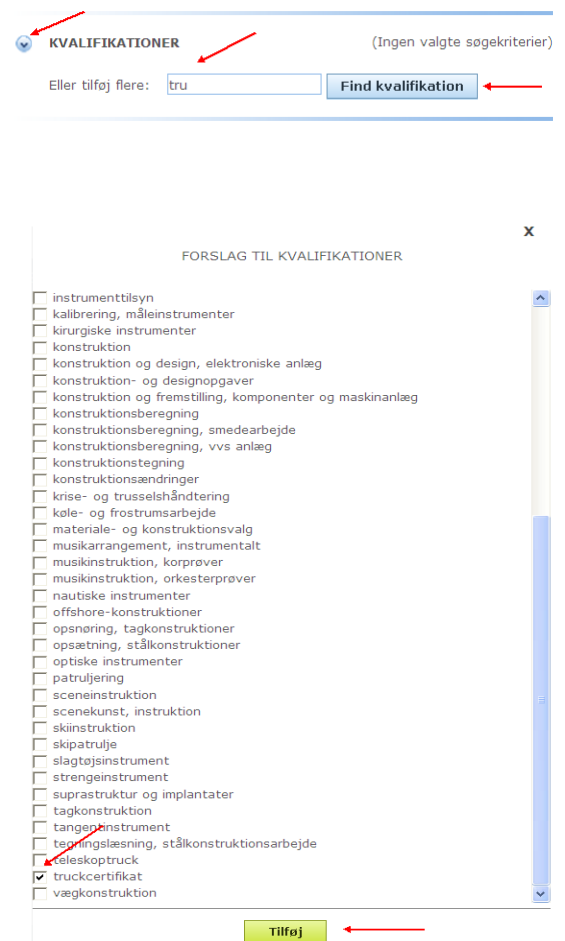 KVALIFIKATIONER (Ingen valgte søgekriterier)
Eller tilføj flere: tru Find kvalifikation
x
FORSLAG TIL KVALIFIKATIONER
instrumenttilsyn
kalibrering, måleinstrumenter
kirurgiske instrumenter
konstruktion
konstruktion og design, elektroniske anlæg
konstruktion- og designopgaver
konstruktion og fremstilling, komponenter og maskinanlæg
konstruktionsberegning
konstruktionsberegning, smedearbejde
konstruktionsberegning, vvs anlæg
konstruktionstegning
konstruktionsændringer
krise- og trusselshåndtering
køle- og frostrumsarbejde
materiale- og konstruktionsvalg
musikarrangement, instrumentalt
musikinstruktion, korprøver
musikinstruktion, orkesterprøver
nautiske instrumenter
offshore-konstruktioner
opsnøring, tagkonstruktioner
opsætning, stålkonstruktioner
optiske instrumenter
patruljering
sceneinstruktion
scenekunst, instruktion
skiinstruktion
skipatrulje
slagtøjsinstrument
strengeinstrument
suprastruktur og implantater
tagkonstruktion
tangentinstrument
tegningslæsning, stålkonstruktionsarbejde
teleskoptruck
truckcertifikat
vægkonstruktion
Tilføj